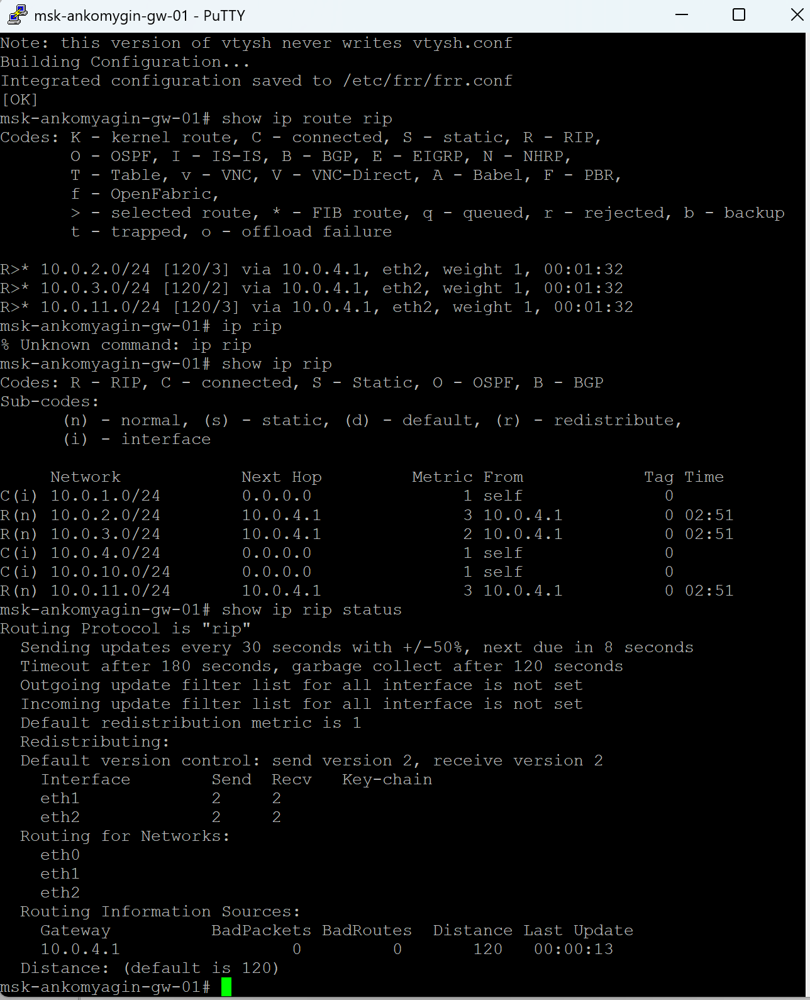 msk-ankomygin-gw-01 - PuTTY
Note: this version of vtysh never writes vtysh.conf
Building Configuration...
Integrated configuration saved to /etc/frr/frr.conf
[OK]
msk-ankomyagin-gw-01# show ip route rip
Codes: K - kernel route, C - connected, S - static, R - RIP,
       O - OSPF, I - IS-IS, B - BGP, E - EIGRP, N - NHRP,
       T - Table, v - VNC, V - VNC-Direct, A - Babel, F - PBR,
       f - OpenFabric,
       > - selected route, * - FIB route, q - queued, r - rejected, b - backup
       t - trapped, o - offload failure

R>* 10.0.2.0/24 [120/3] via 10.0.4.1, eth2, weight 1, 00:01:32
R>* 10.0.3.0/24 [120/2] via 10.0.4.1, eth2, weight 1, 00:01:32
R>* 10.0.11.0/24 [120/3] via 10.0.4.1, eth2, weight 1, 00:01:32
msk-ankomyagin-gw-01# ip rip
% Unknown command: ip rip
msk-ankomyagin-gw-01# show ip rip
Codes: R - RIP, C - connected, S - Static, O - OSPF, B - BGP
Sub-codes:
      (n) - normal, (s) - static, (d) - default, (r) - redistribute,
      (i) - interface

     Network            Next Hop         Metric From            Tag Time
C(i) 10.0.1.0/24        0.0.0.0               1 self              0
R(n) 10.0.2.0/24        10.0.4.1              3 10.0.4.1          0 02:51
R(n) 10.0.3.0/24        10.0.4.1              2 10.0.4.1          0 02:51
C(i) 10.0.4.0/24        0.0.0.0               1 self              0
C(i) 10.0.10.0/24       0.0.0.0               1 self              0
R(n) 10.0.11.0/24       10.0.4.1              3 10.0.4.1          0 02:51
msk-ankomyagin-gw-01# show ip rip status
Routing Protocol is "rip"
  Sending updates every 30 seconds with +/-50%, next due in 8 seconds
  Timeout after 180 seconds, garbage collect after 120 seconds
  Outgoing update filter list for all interface is not set
  Incoming update filter list for all interface is not set
  Default redistribution metric is 1
  Redistributing:
  Default version control: send version 2, receive version 2
    Interface        Send  Recv   Key-chain
    eth1             2     2
    eth2             2     2
  Routing for Networks:
    eth0
    eth1
    eth2
  Routing Information Sources:
    Gateway          BadPackets BadRoutes  Distance Last Update
    10.0.4.1                 0         0       120   00:00:13
  Distance: (default is 120)
msk-ankomyagin-gw-01#